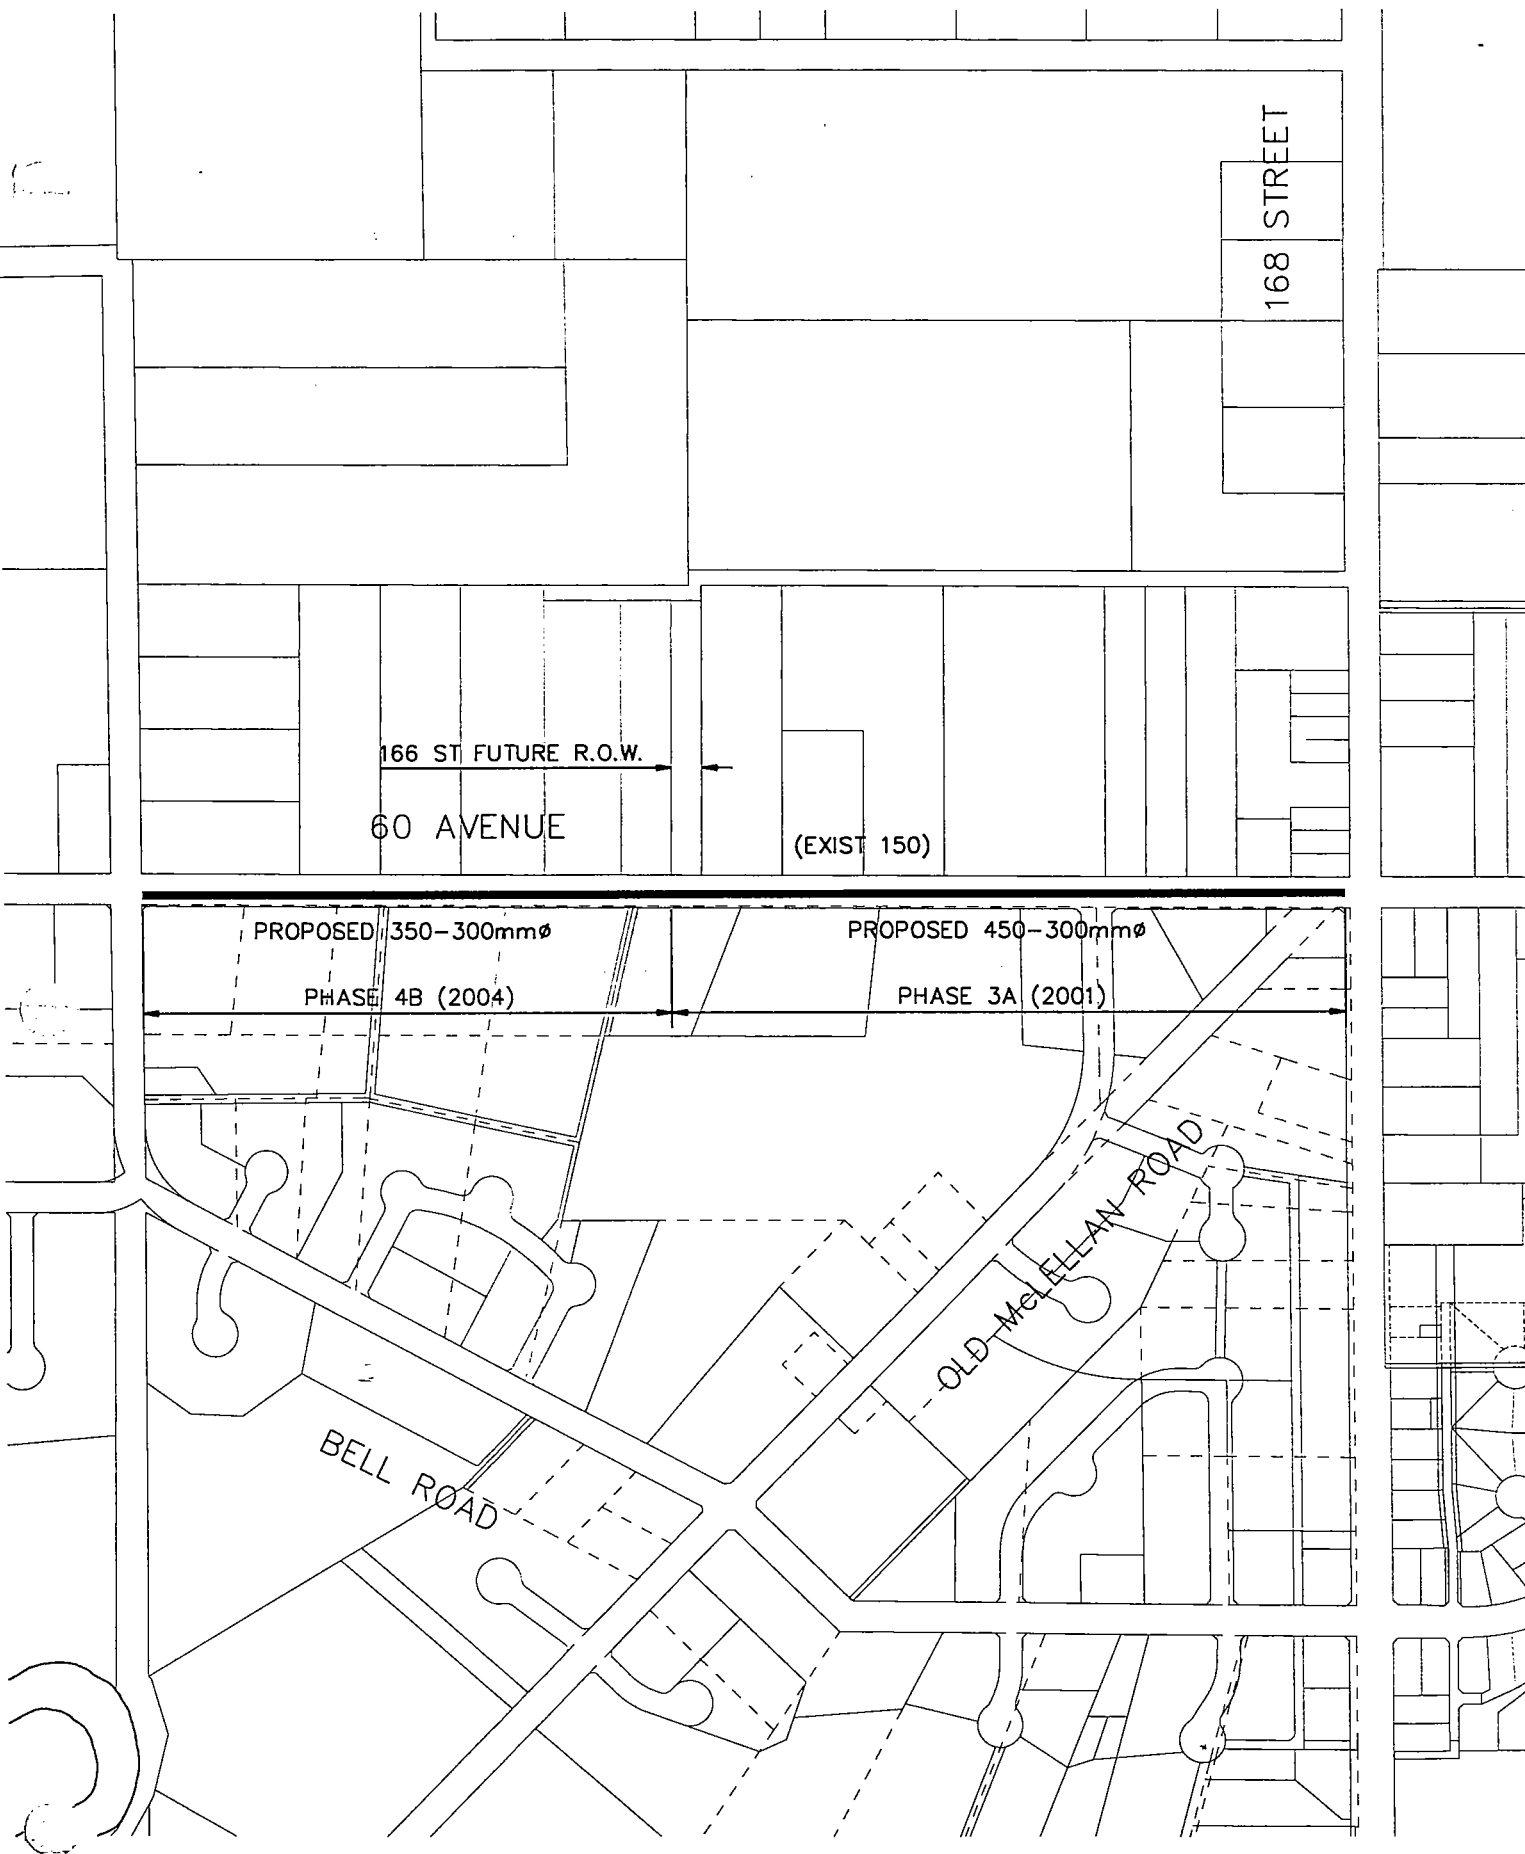 168 STREET
166 ST FUTURE R.O.W.
60 AVENUE
(EXIST 150)
PROPOSED 350-300mmø
PROPOSED 450-300mmø
PHASE 4B (2004)
PHASE 3A (2001)
OLD McLELLAN ROAD
BELL ROAD